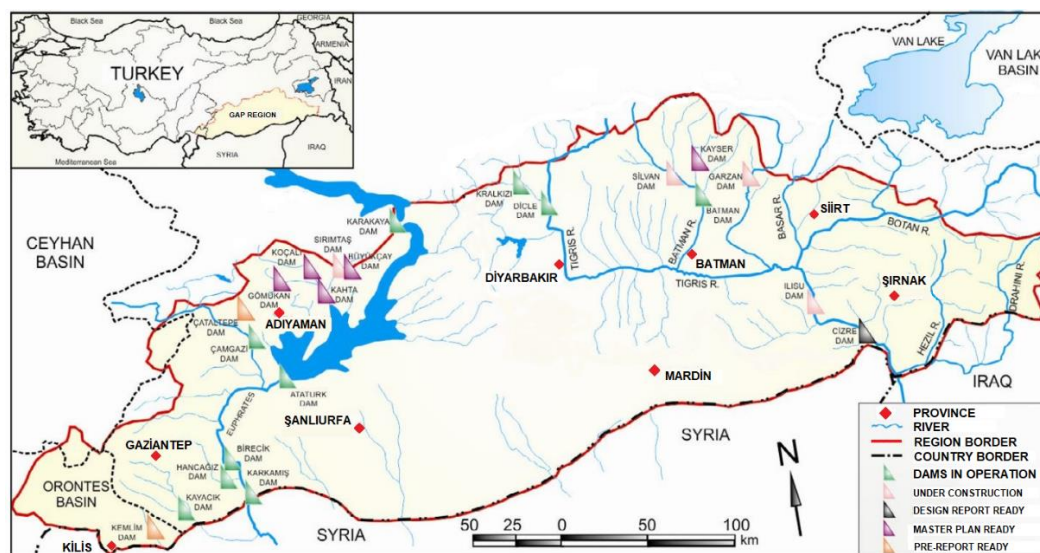 Black Sea
Black Sea
GEORGIA
ARMENIA
IRAN
TURKEY
GAP REGION
SYRIA
IRAQ
Mediterranean Sea
VAN LAKE
VAN LAKE
BASIN
CEYHAN
BASIN
KARAKAYA
DAM
KRALKIZI
DAM
DİCLE
DAM
SİLVAN
DAM
KAYSER
DAM
GARZAN
DAM
BATMAN
DAM
SİİRT
BASAR R.
BOTAN R.
SIRIMTAŞ
DAM
KOÇALİ
DAM
BÜYÜKÇAY
DAM
GÖMÜKAN
DAM
KAHTA
DAM
ADIYAMAN
ÇATALTEPE
DAM
ÇAMGAZİ
DAM
ATATURK
DAM
DİYARBAKIR
TIGRIS R.
BATMAN R.
BATMAN
TIGRIS R.
ILISU
DAM
ŞIRNAK
CİZRE
DAM
HEZIL R.
IRAQ
MARDİN
SYRIA
EUPHRATES
ŞANLIURFA
GAZİANTEP
BİRECİK
DAM
HANCAĞIZ
DAM
KARKAMIŞ
DAM
KAYACIK
DAM
ORONTES
BASIN
KEMLİM
DAM
KİLİS
SYRIA
N
50 25 0 50 100
km
PROVINCE
RIVER
REGION BORDER
COUNTRY BORDER
DAMS IN OPERATION
UNDER CONSTRUCTION
DESIGN REPORT READY
MASTER PLAN READY
PRE-REPORT READY